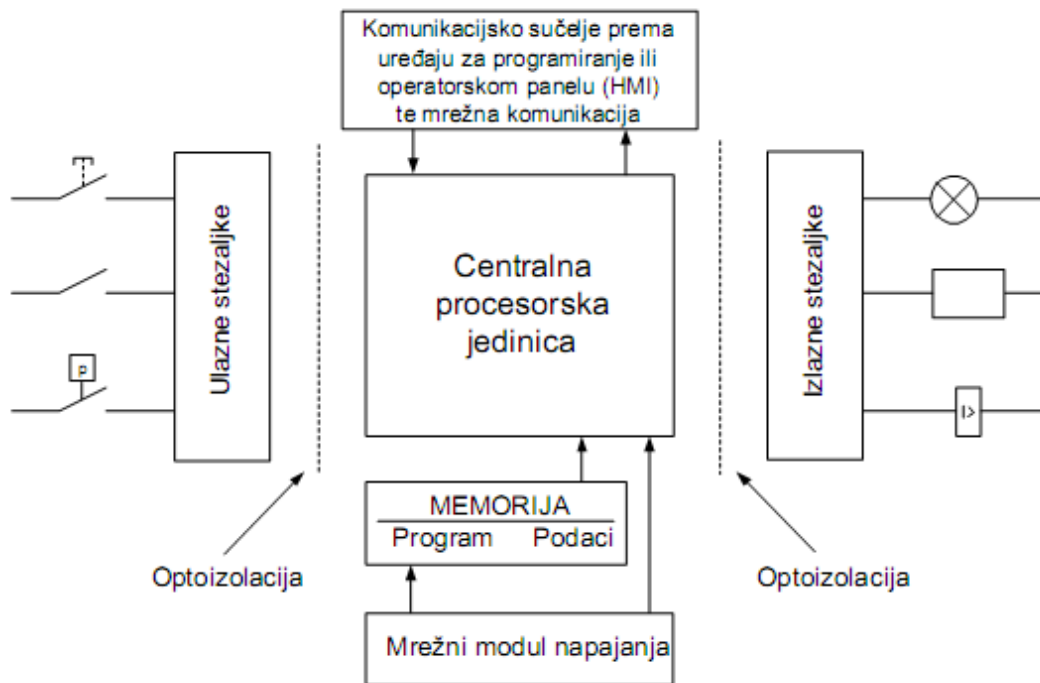 Komunikacijsko sučelje prema
uređaju za programiranje ili
operatorskom panelu (HMI)
te mrežna komunikacija
Ulazne stezaljke
Centralna
procesorska
jedinica
Izlazne stezaljke
p
I>
MEMORIJA
Program Podaci
Optoizolacija
Optoizolacija
Mrežni modul napajanja